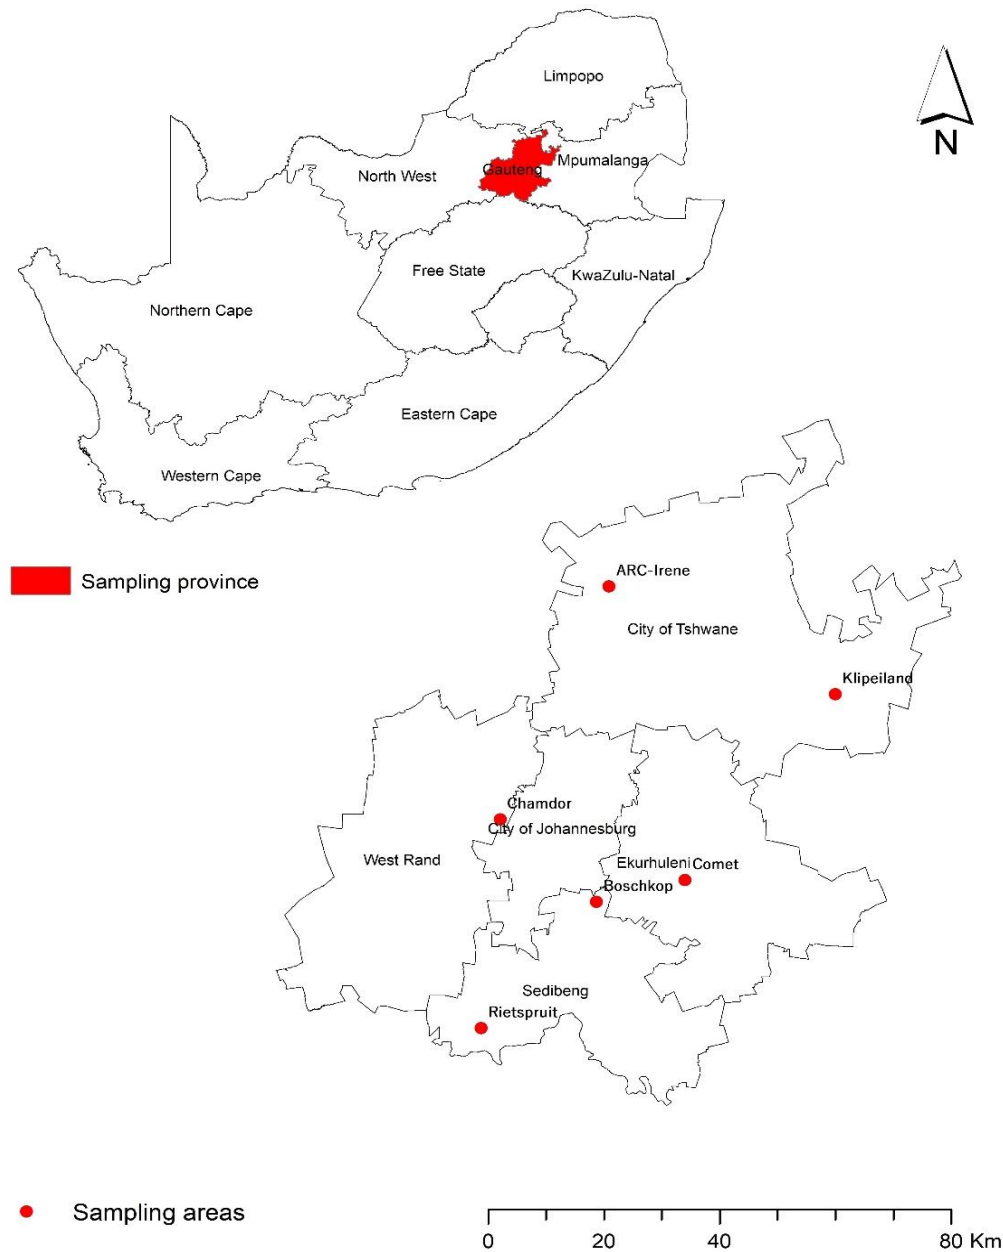 Limpopo
N
Mpumalanga
Gauteng
North West
Free State
KwaZulu-Natal
Northern Cape
Eastern Cape
Western Cape
Sampling province
ARC-Irene
City of Tshwane
Klipeiland
Chamdor
City of Johannesburg
West Rand
Ekurhuleni
Comet
Boschkop
Sedibeng
Rietspruit
Sampling areas
0 20 40 80 Km